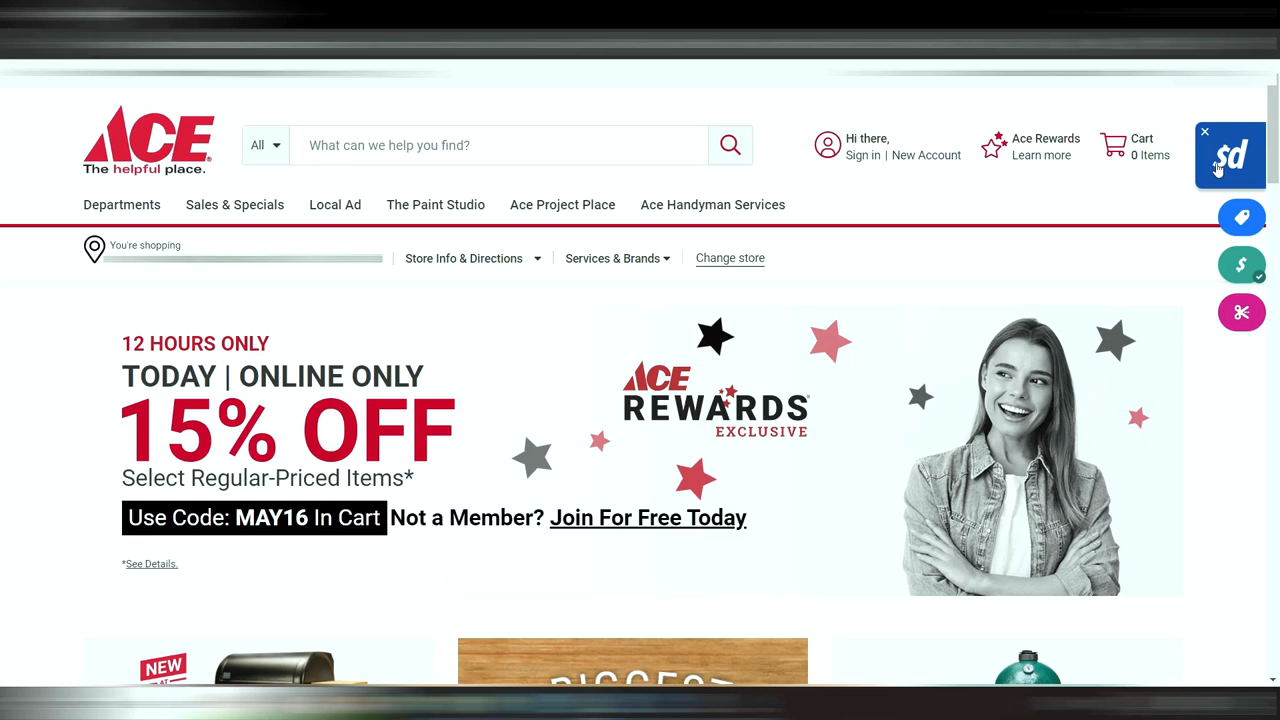 ACE
The helpful place.
All
What can we help you find?
Hi there,
Sign in | New Account
Ace Rewards
Learn more
Cart
0 Items
$d
Departments
Sales & Specials
Local Ad
The Paint Studio
Ace Project Place
Ace Handyman Services
You're shopping
Store Info & Directions
Services & Brands
Change store
$
12 HOURS ONLY
TODAY | ONLINE ONLY
15% OFF
Select Regular-Priced Items*
Use Code: MAY16 In Cart
Not a Member? Join For Free Today
*See Details.
ACE
REWARDS
EXCLUSIVE
NEW
BIGGEST